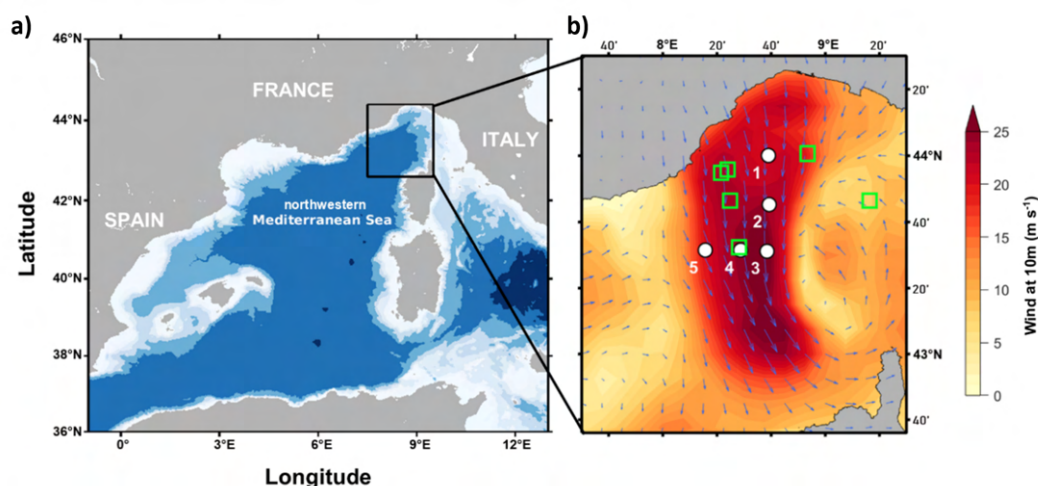 a)
46°N
44°N
42°N
40°N
38°N
36°N
Latitude
FRANCE
ITALY
SPAIN
northwestern
Mediterranean Sea
0°
3°E
6°E
9°E
12°E
Longitude
b)
40' 8°E 20' 40' 9°E 20'
20'
44°N
40'
20'
43°N
40'
1
2
5 4 3
25
20
15
10
5
0
Wind at 10m (m s⁻¹)